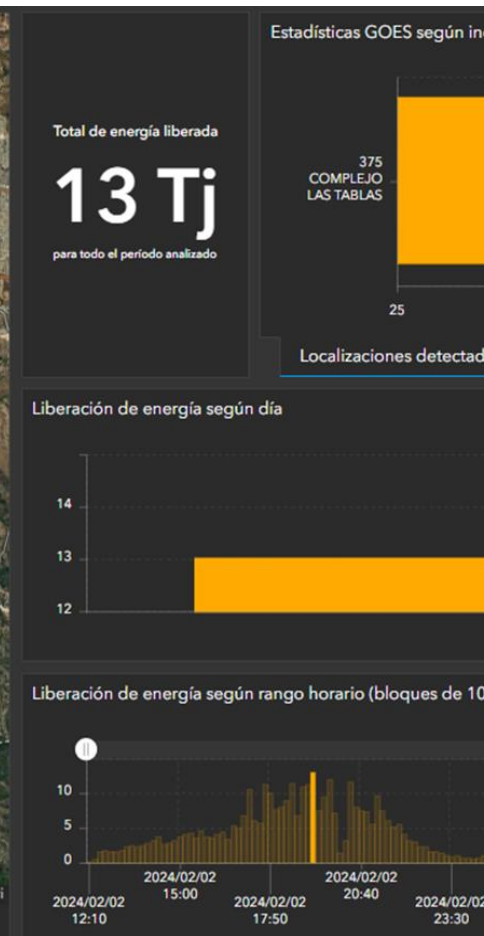 Estadísticas GOES según in
Total de energía liberada
13 Tj
para todo el período analizado
375
COMPLEJO
LAS TABLAS
25
Localizaciones detectad
Liberación de energía según día
14
13
12
Liberación de energía según rango horario (bloques de 10
10
5
0
2024/02/02
12:10
2024/02/02
15:00
2024/02/02
17:50
2024/02/02
20:40
2024/02/02
23:30